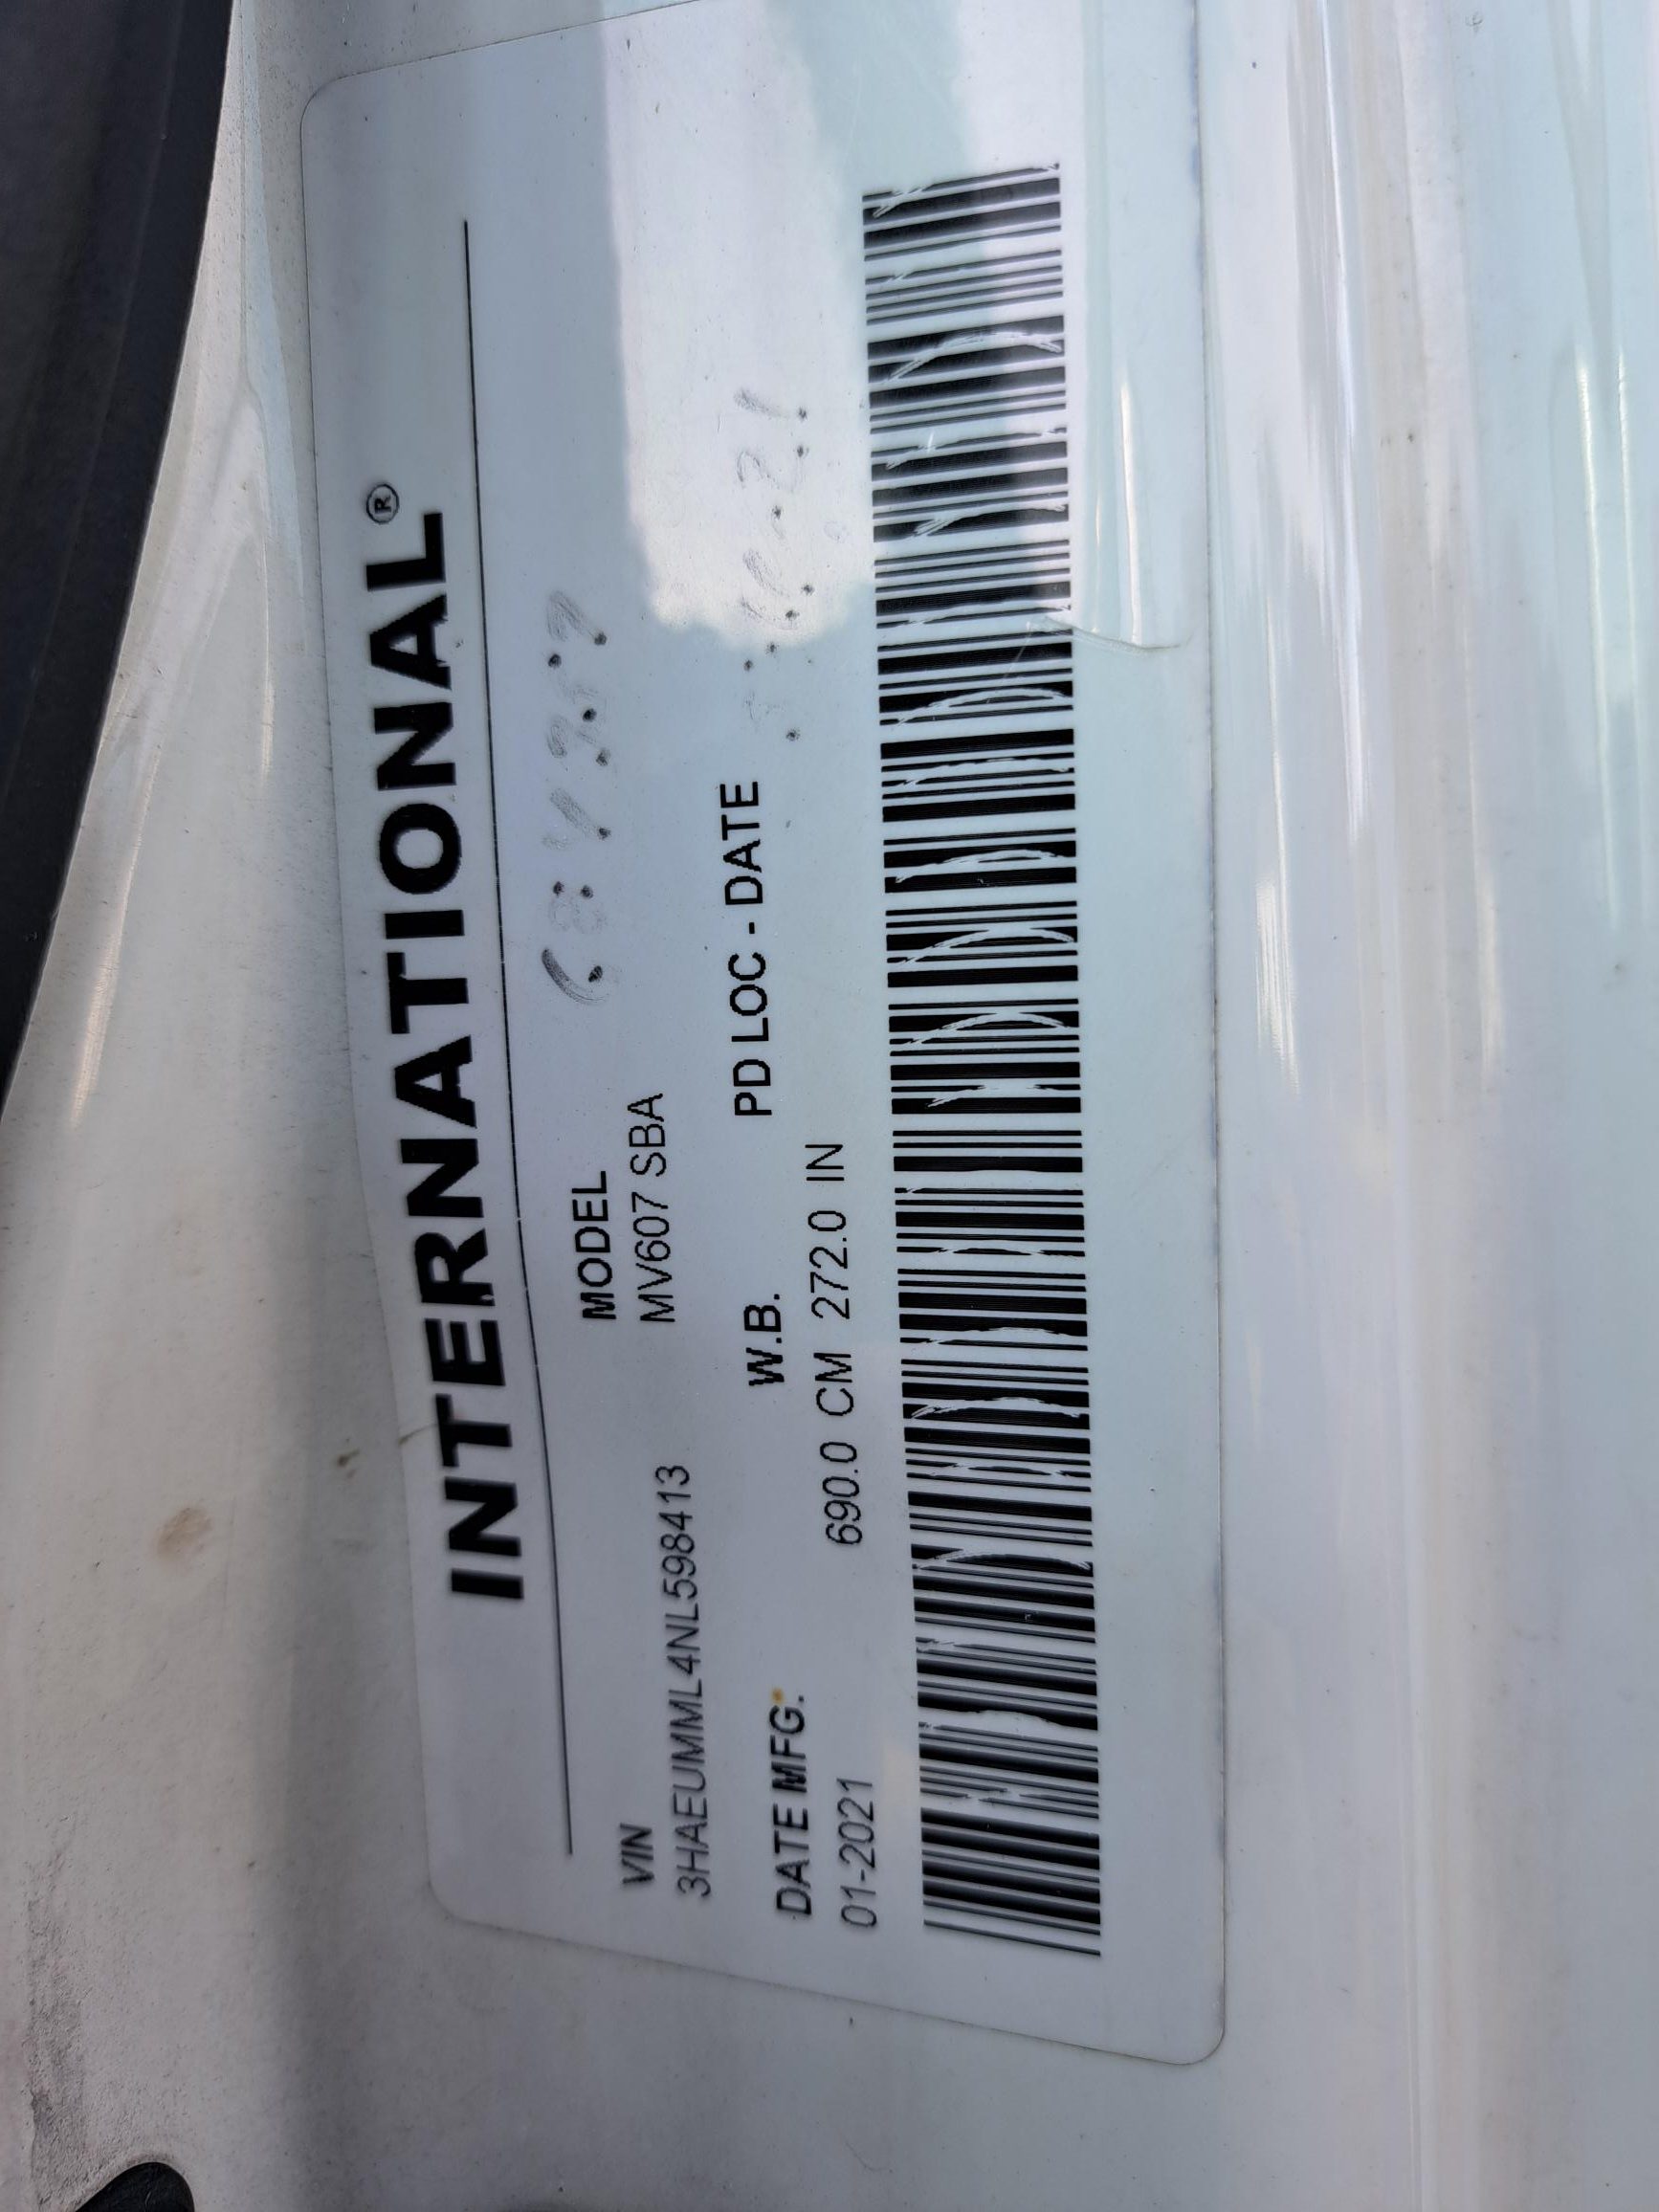 INTERNATIONAL®
VIN MODEL
3HAEUMML4NL598413 MV607 SBA
DATE MFG. W.B. PD LOC - DATE
01-2021 690.0 CM 272.0 IN